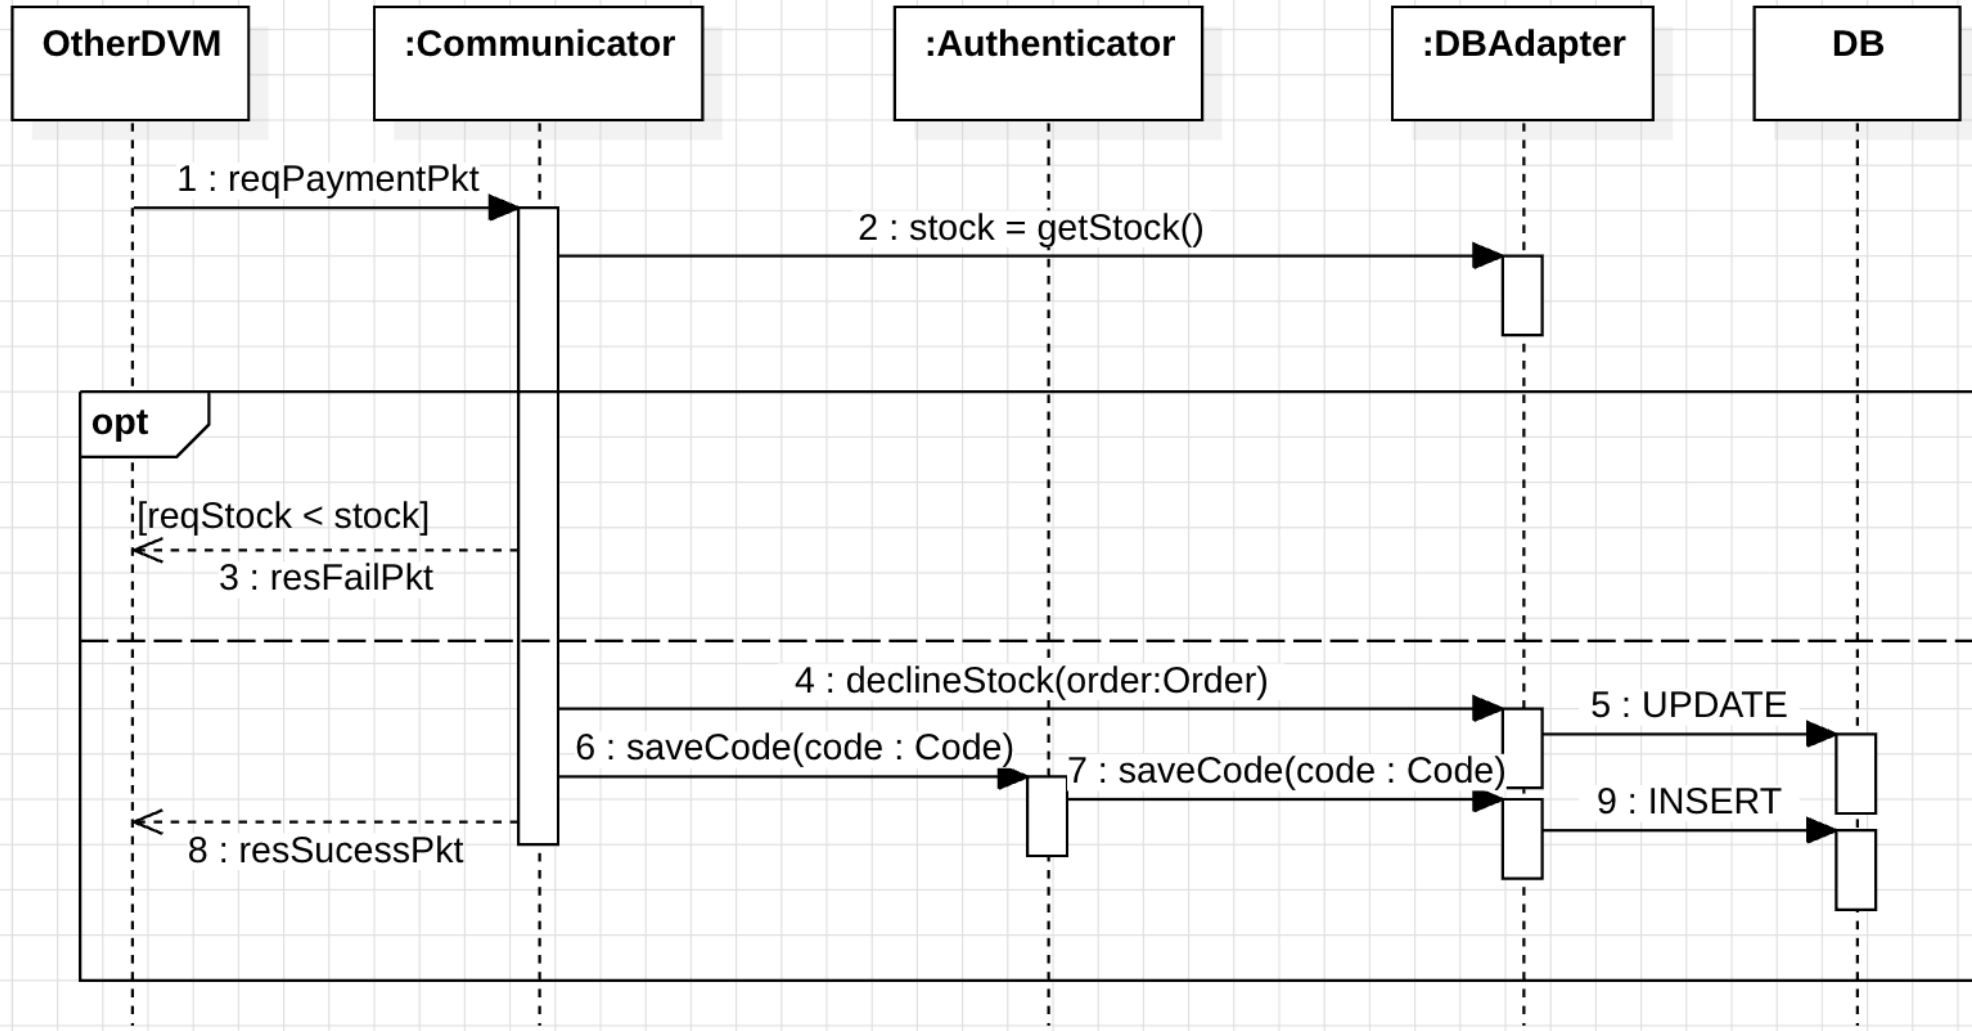 OtherDVM
:Communicator
:Authenticator
:DBAdapter
DB
1 : reqPaymentPkt
2 : stock = getStock()
opt
[reqStock < stock]
3 : resFailPkt
4 : declineStock(order:Order)
5 : UPDATE
6 : saveCode(code : Code)
7 : saveCode(code : Code)
9 : INSERT
8 : resSucessPkt